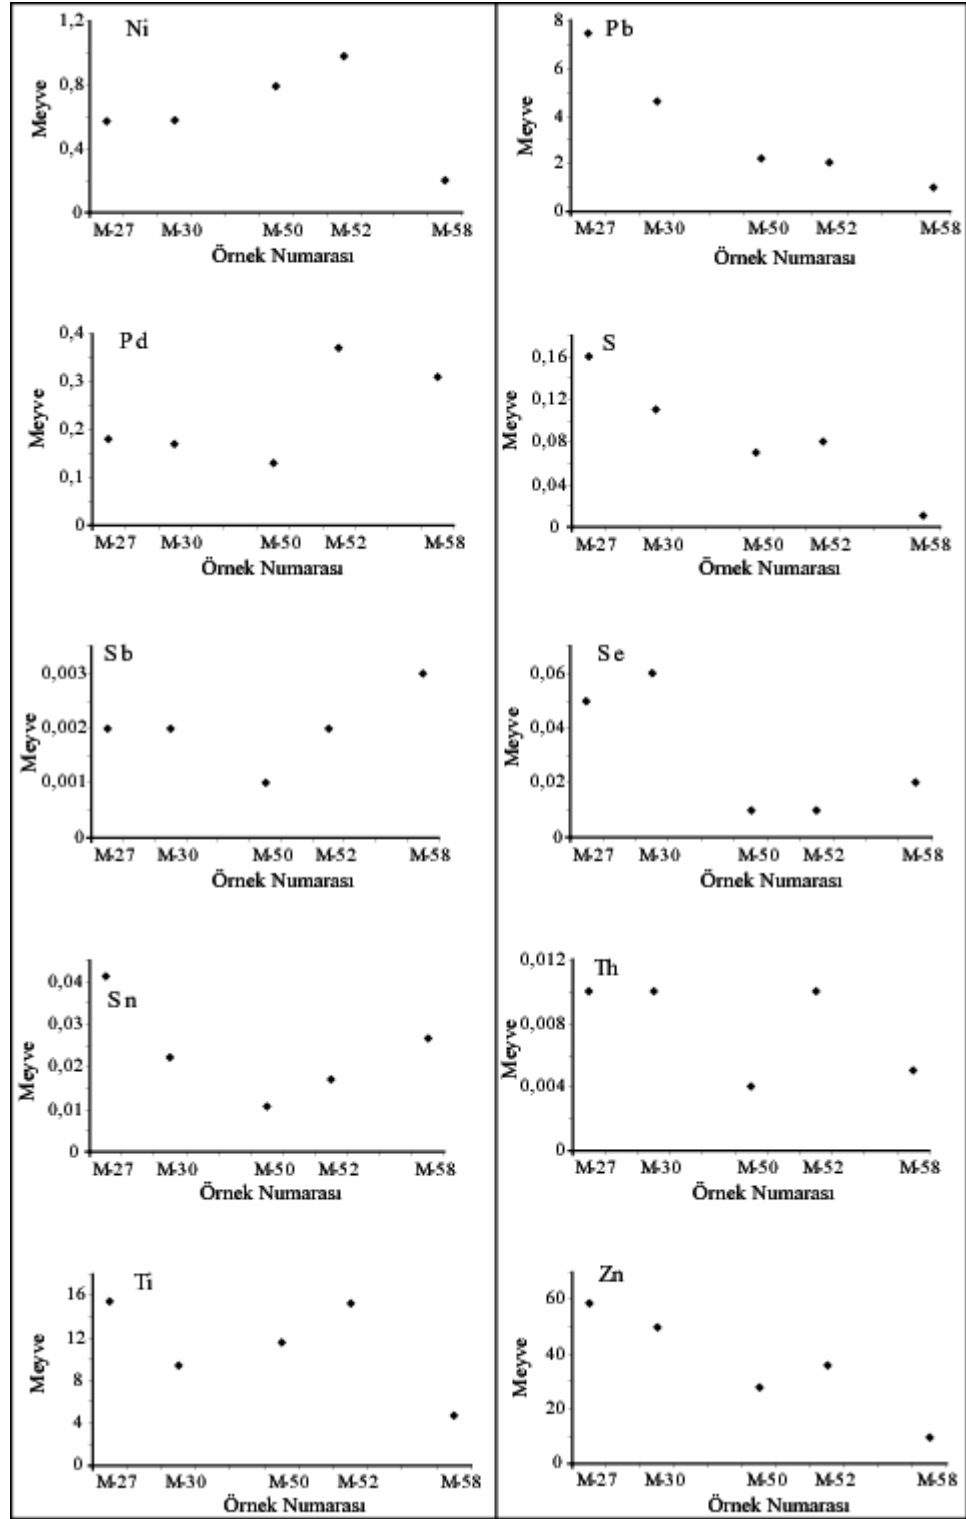 Ni
1,2
0,8
0,4
0
Meyve
M-27 M-30 M-50 M-52 M-58
Örnek Numarası
Pb
8
6
4
2
0
Meyve
M-27 M-30 M-50 M-52 M-58
Örnek Numarası
Pd
0,4
0,3
0,2
0,1
0
Meyve
M-27 M-30 M-50 M-52 M-58
Örnek Numarası
S
0,16
0,12
0,08
0,04
0
Meyve
M-27 M-30 M-50 M-52 M-58
Örnek Numarası
Sb
0,003
0,002
0,001
0
Meyve
M-27 M-30 M-50 M-52 M-58
Örnek Numarası
Se
0,06
0,04
0,02
0
Meyve
M-27 M-30 M-50 M-52 M-58
Örnek Numarası
Sn
0,04
0,03
0,02
0,01
0
Meyve
M-27 M-30 M-50 M-52 M-58
Örnek Numarası
Th
0,012
0,008
0,004
0
Meyve
M-27 M-30 M-50 M-52 M-58
Örnek Numarası
Ti
16
12
8
4
0
Meyve
M-27 M-30 M-50 M-52 M-58
Örnek Numarası
Zn
60
40
20
0
Meyve
M-27 M-30 M-50 M-52 M-58
Örnek Numarası